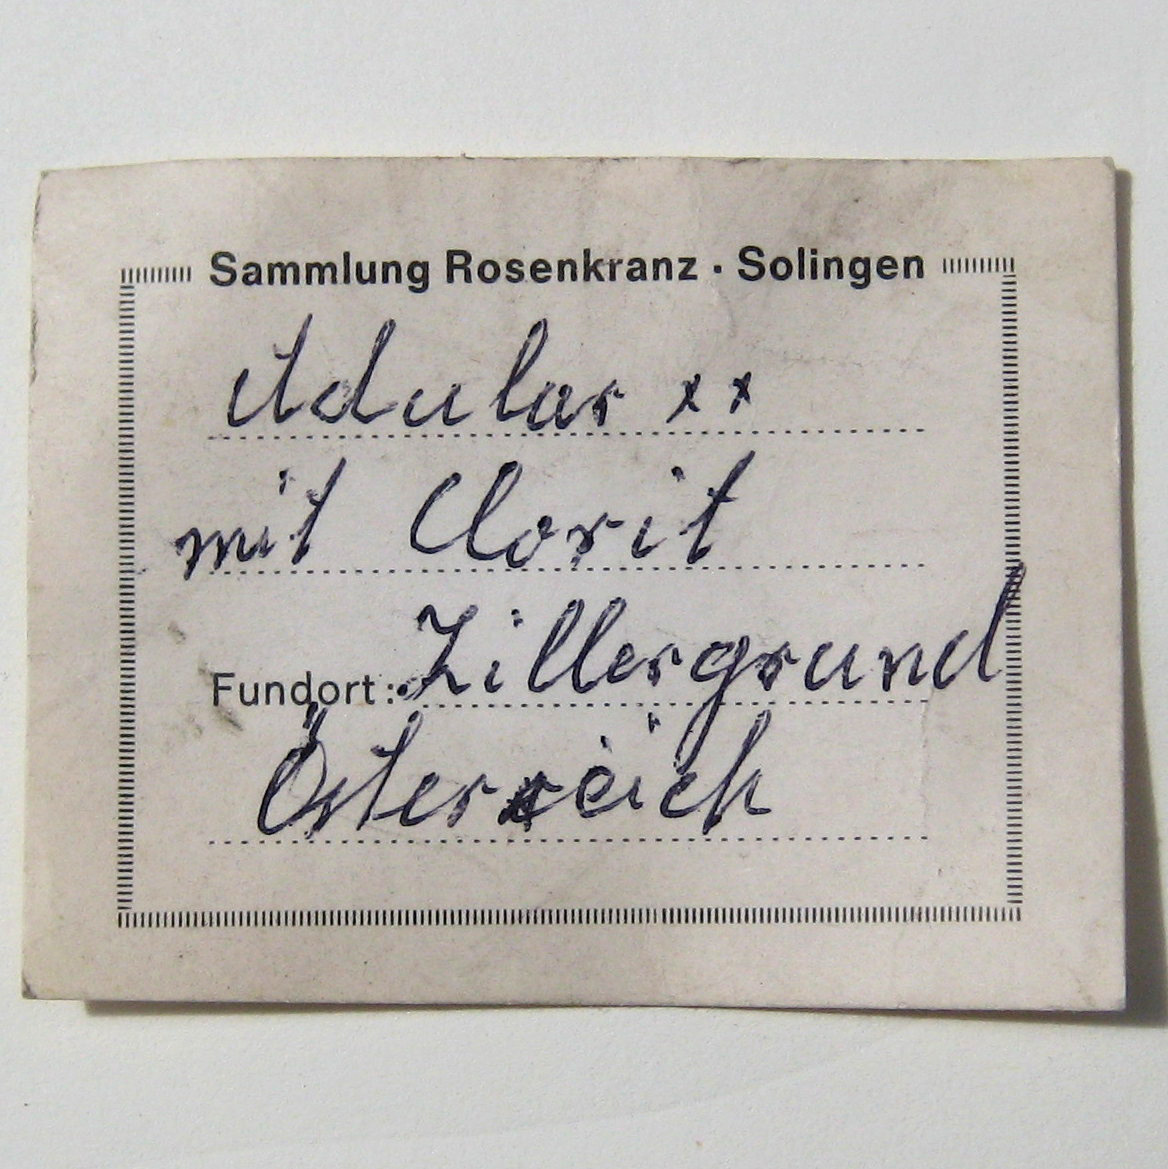 Sammlung Rosenkranz · Solingen
Adular xx
mit Clorit
Fundort: Zillergrund
Österreich